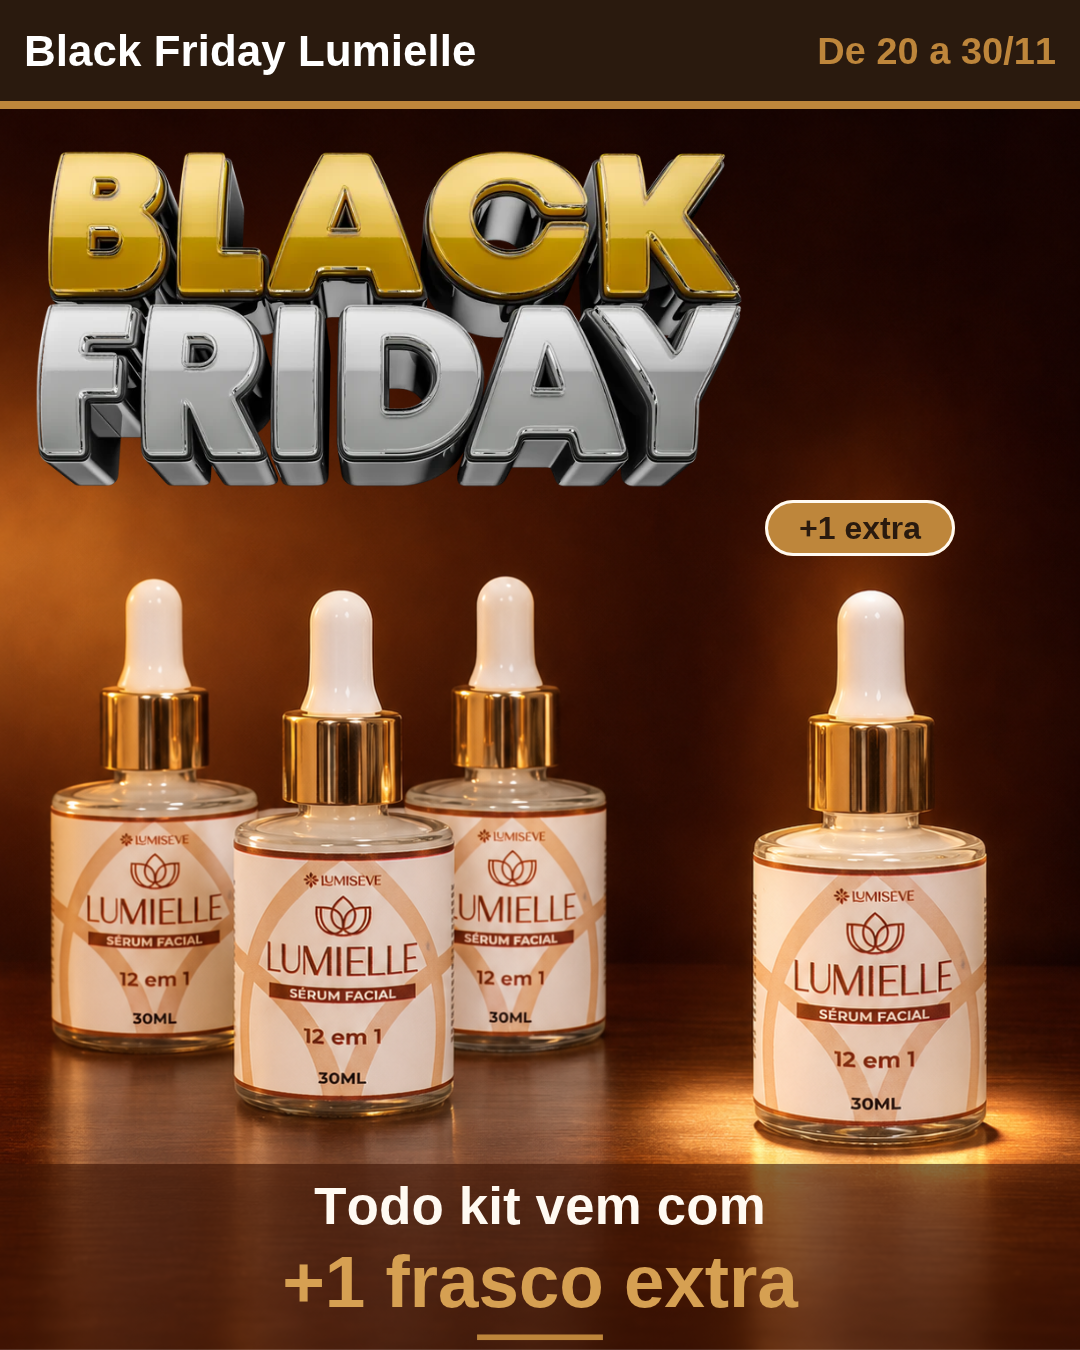 Black Friday Lumielle
De 20 a 30/11
BLACK
FRIDAY
+1 extra
LUMISEVE
LUMIELLE
SÉRUM FACIAL
12 em 1
30ML
LUMISEVE
LUMIELLE
SÉRUM FACIAL
12 em 1
30ML
LUMISEVE
UMIELLE
SÉRUM FACIAL
12 em 1
30ML
LUMISEVE
LUMIELLE
SÉRUM FACIAL
12 em 1
30ML
Todo kit vem com
+1 frasco extra